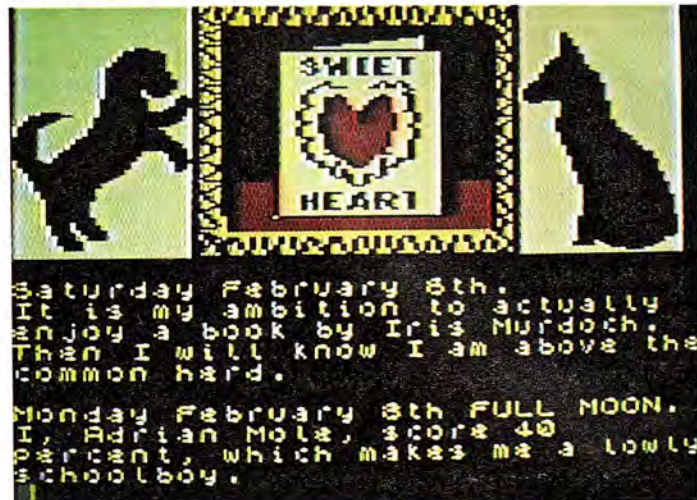 SWEET
HEART
Saturday February 6th.
It is my ambition to actually
enjoy a book by Iris Murdoch.
Then I will know I am above the
common herd.
Monday February 8th FULL MOON.
I, Adrian Mole, score 40
percent, which makes me a lowly
schoolboy.